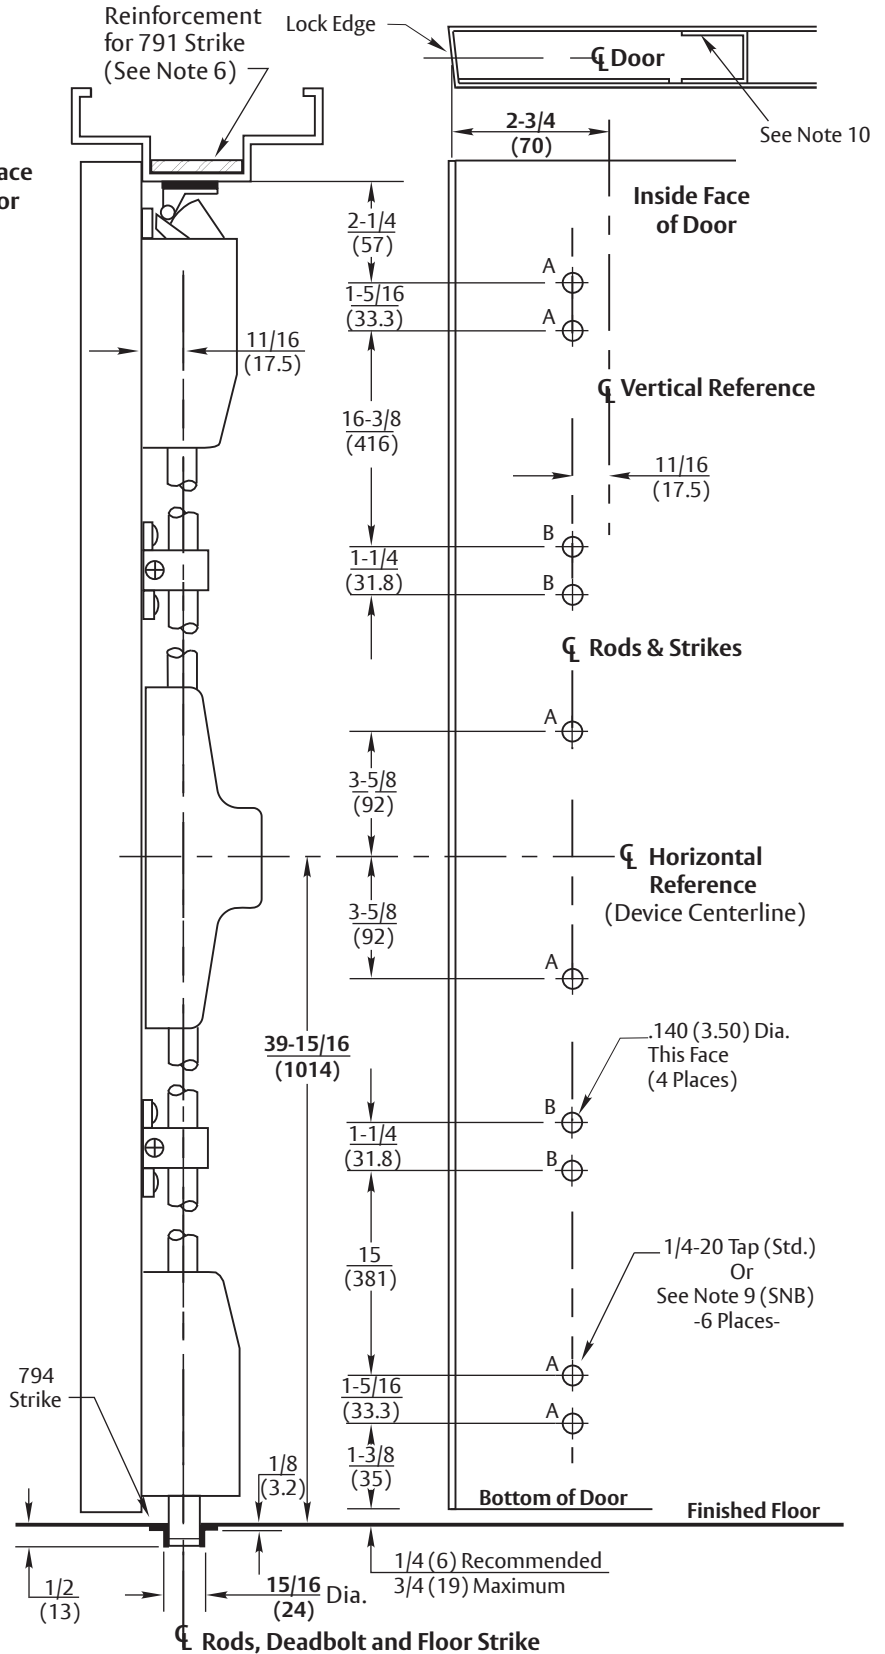 Reinforcement
for 791 Strike
(See Note 6)
Lock Edge
℄ Door
See Note 10
2-3/4
(70)
ace
or
Inside Face
of Door
2-1/4
(57)
A
1-5/16
(33.3)
A
11/16
(17.5)
℄ Vertical Reference
16-3/8
(416)
11/16
(17.5)
B
1-1/4
(31.8)
B
℄ Rods & Strikes
A
3-5/8
(92)
℄ Horizontal
Reference
(Device Centerline)
3-5/8
(92)
A
39-15/16
(1014)
.140 (3.50) Dia.
This Face
(4 Places)
B
1-1/4
(31.8)
B
15
(381)
1/4-20 Tap (Std.)
Or
See Note 9 (SNB)
-6 Places-
A
1-5/16
(33.3)
A
794
Strike
1-3/8
(35)
1/8
(3.2)
Bottom of Door
Finished Floor
1/4 (6) Recommended
3/4 (19) Maximum
1/2
(13)
15/16 Dia.
(24)
℄ Rods, Deadbolt and Floor Strike